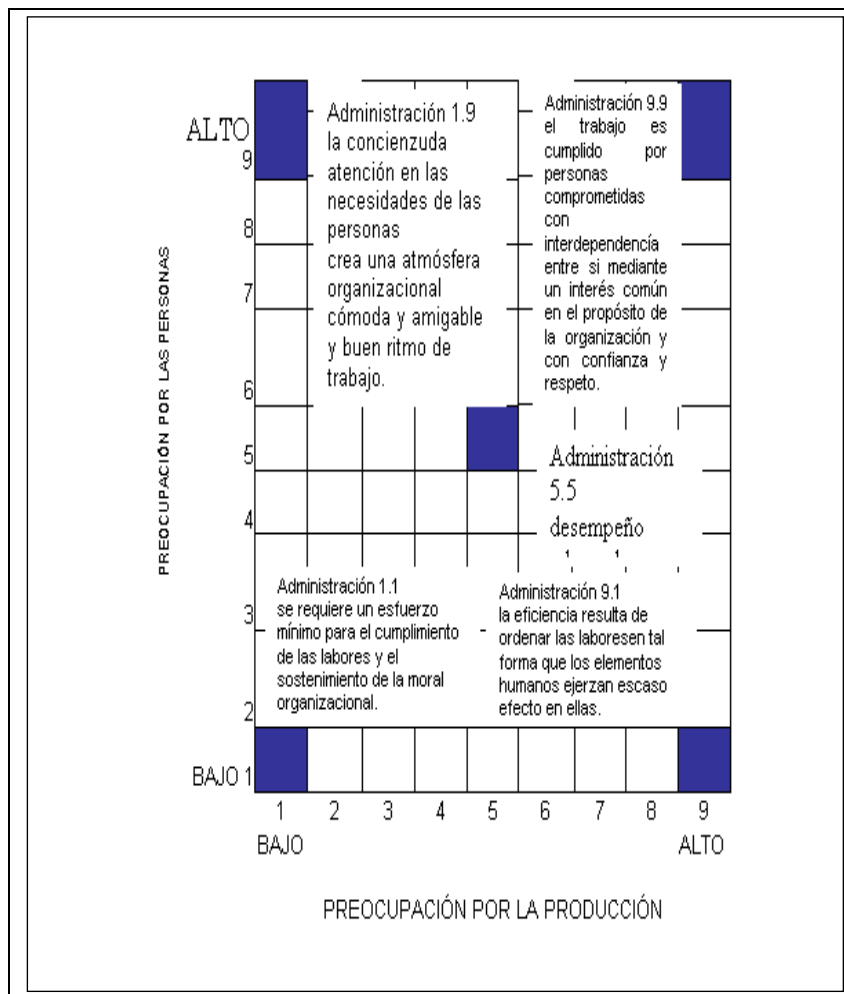 ALTO
9
8
7
6
5
4
3
2
BAJO 1
PREOCUPACIÓN POR LAS PERSONAS
Administración 1.9
la concienzuda
atención en las
necesidades de las
personas
crea una atmósfera
organizacional
cómoda y amigable
y buen ritmo de
trabajo.
Administración 9.9
el trabajo es
cumplido por
personas
comprometidas
con
interdependencía
entre si mediante
un interés común
en el propósito de
la organización y
con confianza y
respeto.
Administración
5.5
desempeño
Administración 1.1
se requiere un esfuerzo
mínimo para el cumplimiento
de las labores y el
sostenimiento de la moral
organizacional.
Administración 9.1
la eficiencia resulta de
ordenar las laboresen tal
forma que los elementos
humanos ejerzan escaso
efecto en ellas.
1 2 3 4 5 6 7 8 9
BAJO ALTO
PREOCUPACIÓN POR LA PRODUCCIÓN